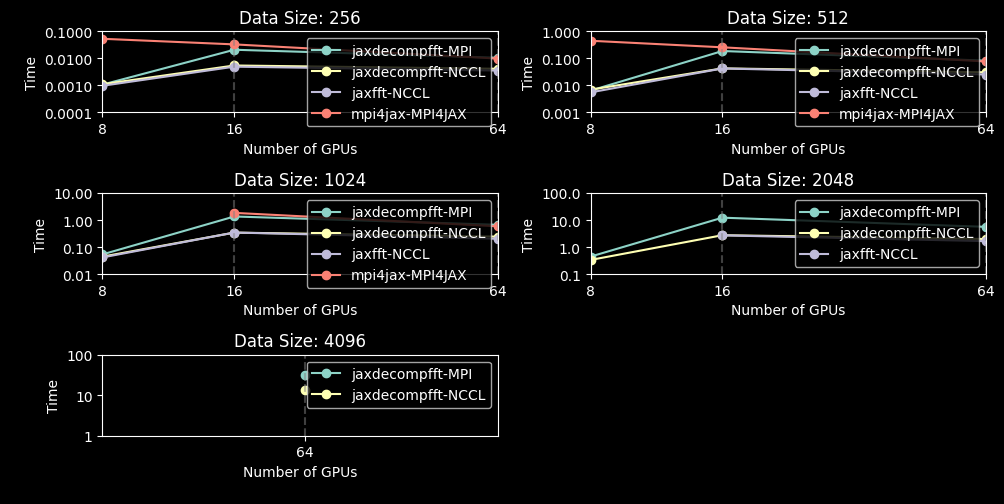 Data Size: 256
Time
0.1000
0.0100
0.0010
0.0001
8
16
64
Number of GPUs
jaxdecompfft-MPI
jaxdecompfft-NCCL
jaxfft-NCCL
mpi4jax-MPI4JAX
Data Size: 512
Time
1.000
0.100
0.010
0.001
8
16
64
Number of GPUs
jaxdecompfft-MPI
jaxdecompfft-NCCL
jaxfft-NCCL
mpi4jax-MPI4JAX
Data Size: 1024
Time
10.00
1.00
0.10
0.01
8
16
64
Number of GPUs
jaxdecompfft-MPI
jaxdecompfft-NCCL
jaxfft-NCCL
mpi4jax-MPI4JAX
Data Size: 2048
Time
100.0
10.0
1.0
0.1
8
16
64
Number of GPUs
jaxdecompfft-MPI
jaxdecompfft-NCCL
jaxfft-NCCL
Data Size: 4096
Time
100
10
1
64
Number of GPUs
jaxdecompfft-MPI
jaxdecompfft-NCCL